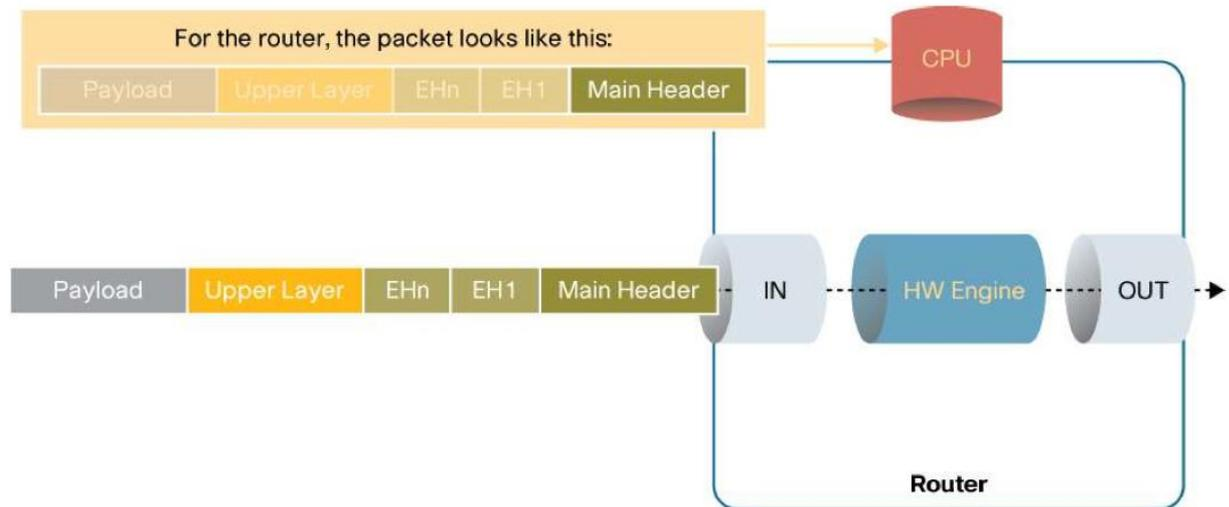 For the router, the packet looks like this:
Payload Upper Layer EHn EH1 Main Header
CPU
Payload Upper Layer EHn EH1 Main Header
IN HW Engine OUT
Router